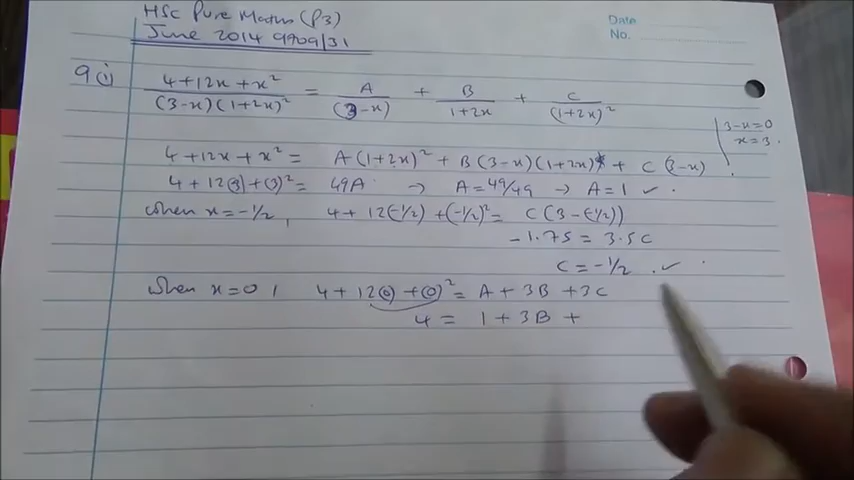 HSC Pure Maths (P3)
June 2014 9709/31
Date
No.
9(i) (4+12x+x²)/((3-x)(1+2x)²) = A/(3-x) + B/(1+2x) + C/(1+2x)²
3-x=0
x=3.
4+12x+x² = A(1+2x)² + B(3-x)(1+2x) + C(3-x)
4+12(3)+(3)² = 49A → A=49/49 → A=1 ✓.
when x=-1/2, 4+12(-1/2)+(-1/2)² = C(3-(-1/2))
-1.75 = 3.5C
C=-1/2 . ✓
when x=0, 4+12(0)+(0)² = A+3B+3C
4 = 1+3B+